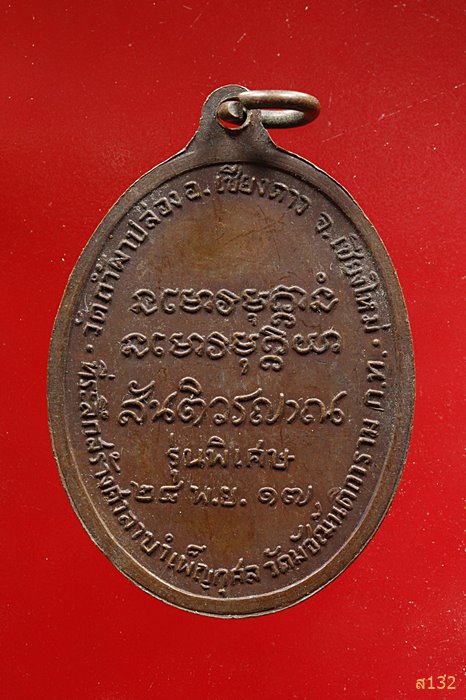 วัดถ้ำผาปล่อง อ. เชียงดาว จ. เชียงใหม่
สันติวรญาณ
รุ่นพิเศษ
๒๔ พ.ย. ๑๗
ที่ระลึกสร้างศาลาบำเพ็ญกุศล วัดมัชฌันติการาม ก.ท.
ส132